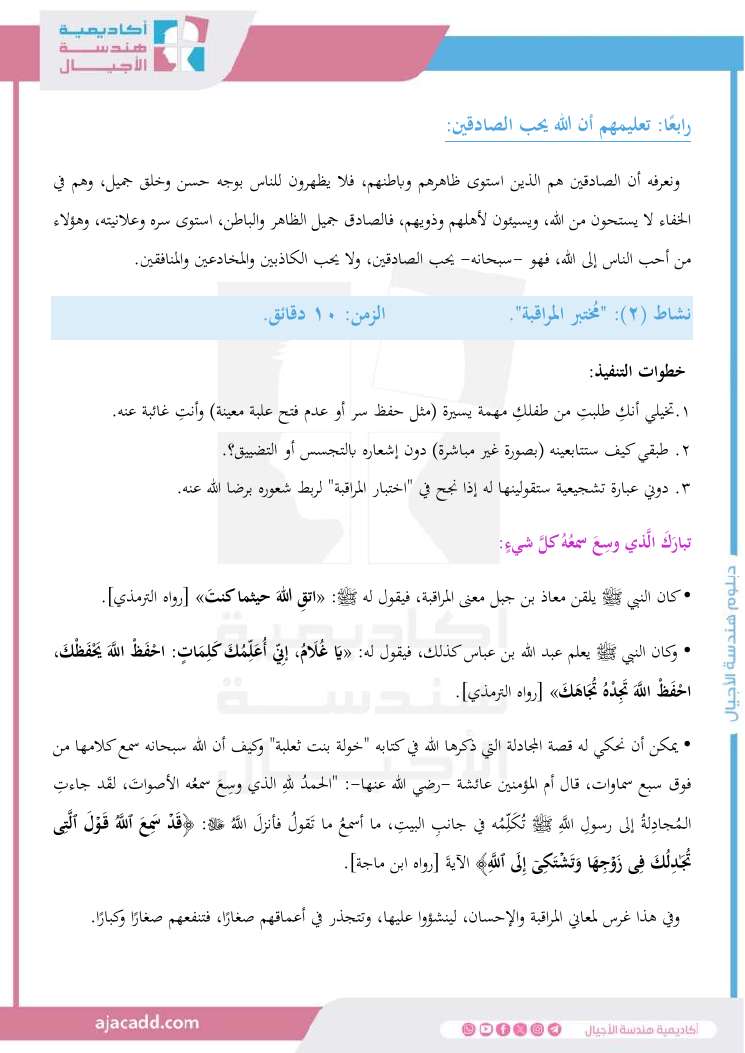 أكاديمية
هندسة
الأجيال
رابعًا: تعليمهم أن الله يحب الصادقين:
ونعرفه أن الصادقين هم الذين استوى ظاهرهم وباطنهم، فلا يظهرون للناس بوجه حسن وخلق جميل، وهم في
الخفاء لا يستحون من الله، ويسيئون لأهلهم وذويهم، فالصادق جميل الظاهر والباطن، استوى سره وعلانيته، وهؤلاء
من أحب الناس إلى الله، فهو -سبحانه- يحب الصادقين، ولا يحب الكاذبين والمخادعين والمنافقين.
نشاط (٢): "مُختبر المراقبة". الزمن: ١٠ دقائق.
خطوات التنفيذ:
١.تخيلي أنكِ طلبتِ من طفلكِ مهمة يسيرة (مثل حفظ سر أو عدم فتح علبة معينة) وأنتِ غائبة عنه.
٢. طبقي كيف ستتابعينه (بصورة غير مباشرة) دون إشعاره بالتجسس أو التضييق؟.
٣. دوني عبارة تشجيعية ستقولينها له إذا نجح في "اختبار المراقبة" لربط شعوره برضا الله عنه.
تباركَ الَّذي وسِعَ سمعُهُ كلَّ شيءٍ:
• كان النبي ﷺ يلقن معاذ بن جبل معنى المراقبة، فيقول له ﷺ: «اتقِ اللهَ حيثما كنتَ» [رواه الترمذي].
• وكان النبي ﷺ يعلم عبد الله بن عباس كذلك، فيقول له: «يَا غُلَامُ، إِنِّي أُعَلِّمُكَ كَلِمَاتٍ: احْفَظْ اللَّهَ يَحْفَظْكَ،
احْفَظْ اللَّهَ تَجِدْهُ تُجَاهَكَ» [رواه الترمذي].
• يمكن أن نحكي له قصة المجادلة التي ذكرها الله في كتابه "خولة بنت ثعلبة" وكيف أن الله سبحانه سمع كلامها من
فوق سبع سماوات، قال أم المؤمنين عائشة -رضي الله عنها-: "الحمدُ للهِ الذي وسِعَ سمعُه الأصواتَ، لقَد جاءتِ
المُجادِلةُ إلى رسولِ اللَّهِ ﷺ تُكَلِّمُه في جانبِ البيتِ، ما أسمعُ ما تَقولُ فأنزلَ اللَّهُ ﷻ: ﴿قَدْ سَمِعَ ٱللَّهُ قَوْلَ ٱلَّتِى
تُجَٰدِلُكَ فِى زَوْجِهَا وَتَشْتَكِىٓ إِلَى ٱللَّهِ﴾ الآيةَ [رواه ابن ماجة].
وفي هذا غرس لمعاني المراقبة والإحسان، لينشؤوا عليها، وتتجذر في أعماقهم صغارًا، فتنفعهم صغارًا وكبارًا.
دبلوم هندسة الأجيال
أكاديمية
هندسة
الأجيال
ajacadd.com
أكاديمية هندسة الأجيال